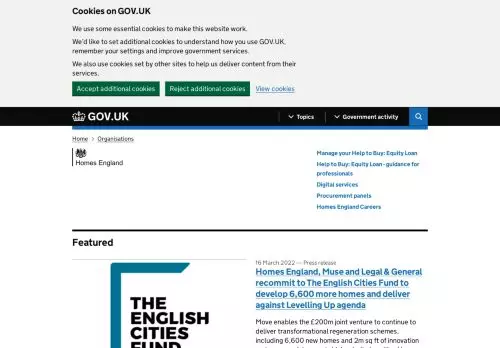 Cookies on GOV.UK
We use some essential cookies to make this website work.
We'd like to set additional cookies to understand how you use GOV.UK,
remember your settings and improve government services.
We also use cookies set by other sites to help us deliver content from their
services.
Accept additional cookies
Reject additional cookies
View cookies
GOV.UK
Topics
Government activity
Home
Organisations
Homes England
Manage your Help to Buy: Equity Loan
Help to Buy: Equity Loan - guidance for
professionals
Digital services
Procurement panels
Homes England Careers
Featured
THE
ENGLISH
CITIES
FUND
16 March 2022 — Press release
Homes England, Muse and Legal & General
recommit to The English Cities Fund to
develop 6,600 more homes and deliver
against Levelling Up agenda
Move enables the £200m joint venture to continue to
deliver transformational regeneration schemes,
including 6,600 new homes and 2m sq ft of innovation